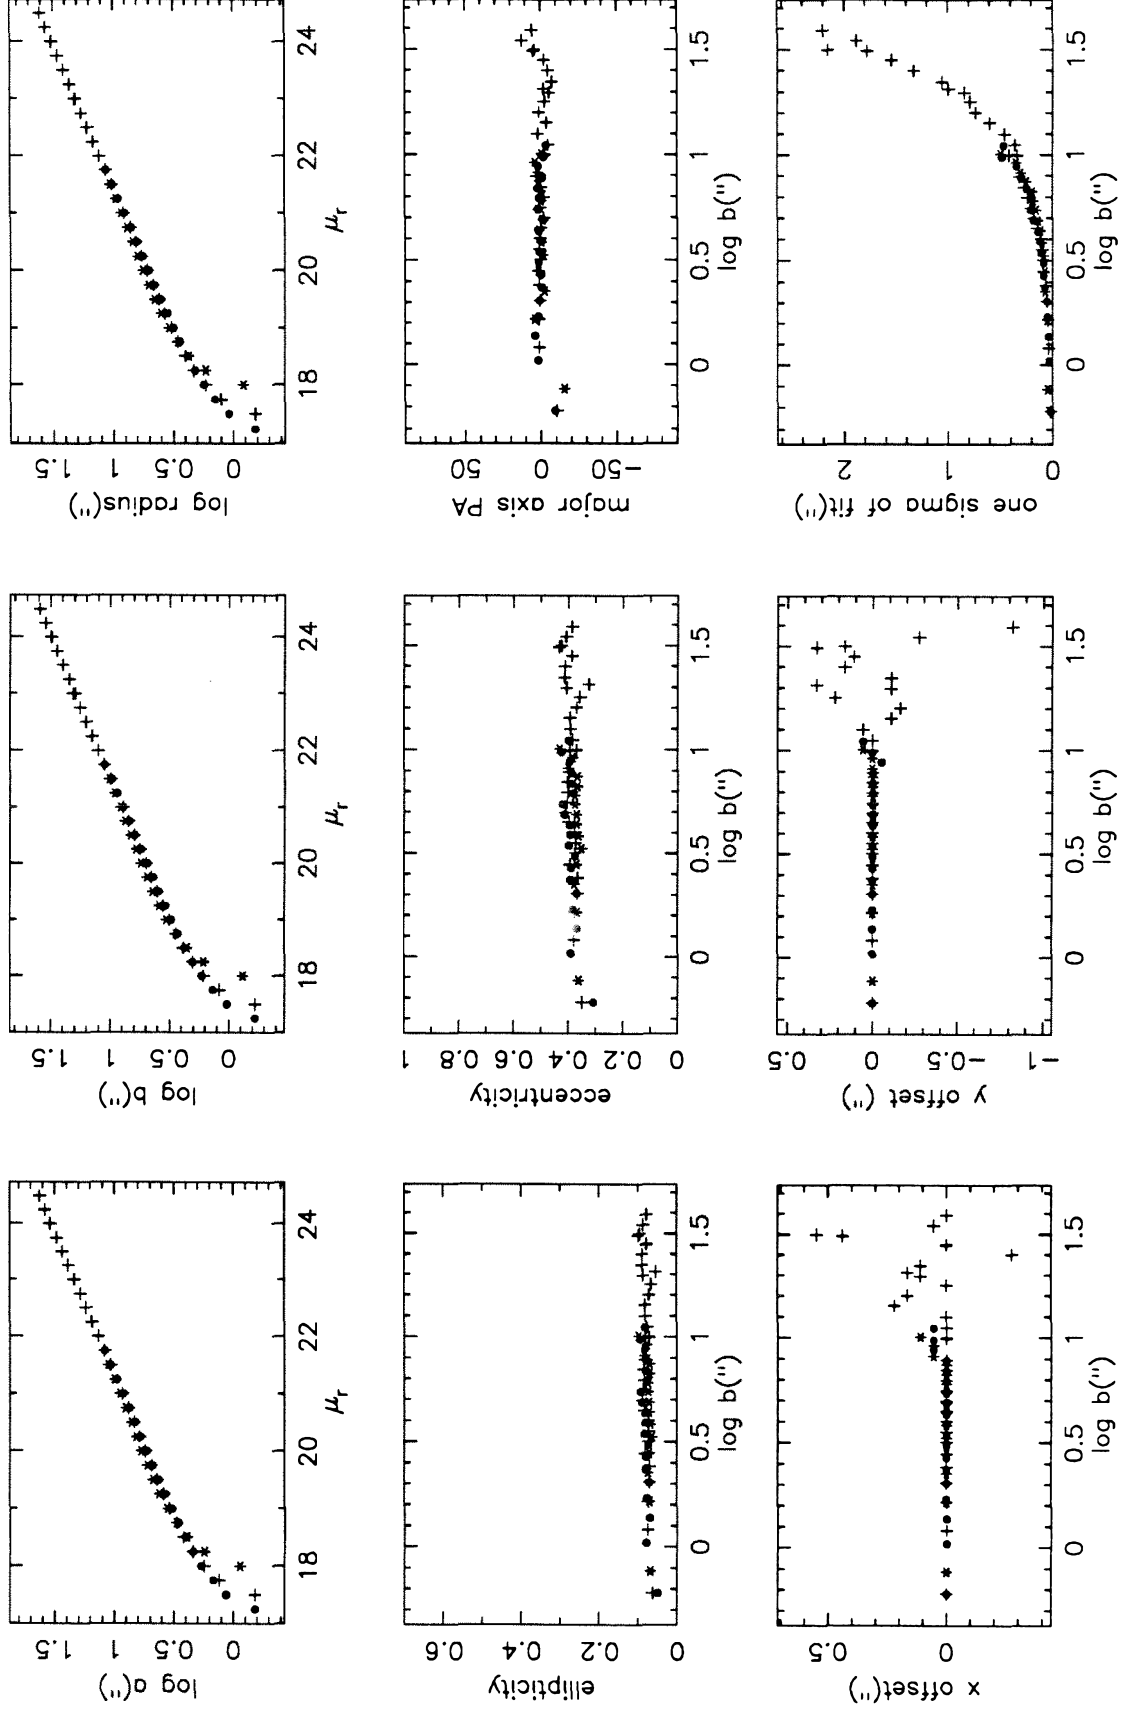 log a(")
1.5
1
0.5
0
18 20 22 24
μr
log b(")
1.5
1
0.5
0
18 20 22 24
μr
log radius(")
1.5
1
0.5
0
18 20 22 24
μr
ellipticity
0.6
0.4
0.2
0
0 0.5 1 1.5
log b(")
eccentricity
1
0.8
0.6
0.4
0.2
0
0 0.5 1 1.5
log b(")
major axis PA
50
0
−50
0 0.5 1 1.5
log b(")
x offset(")
0.5
0
0 0.5 1 1.5
log b(")
y offset (")
0.5
0
−0.5
−1
0 0.5 1 1.5
log b(")
one sigma of fit(")
2
1
0
0 0.5 1 1.5
log b(")